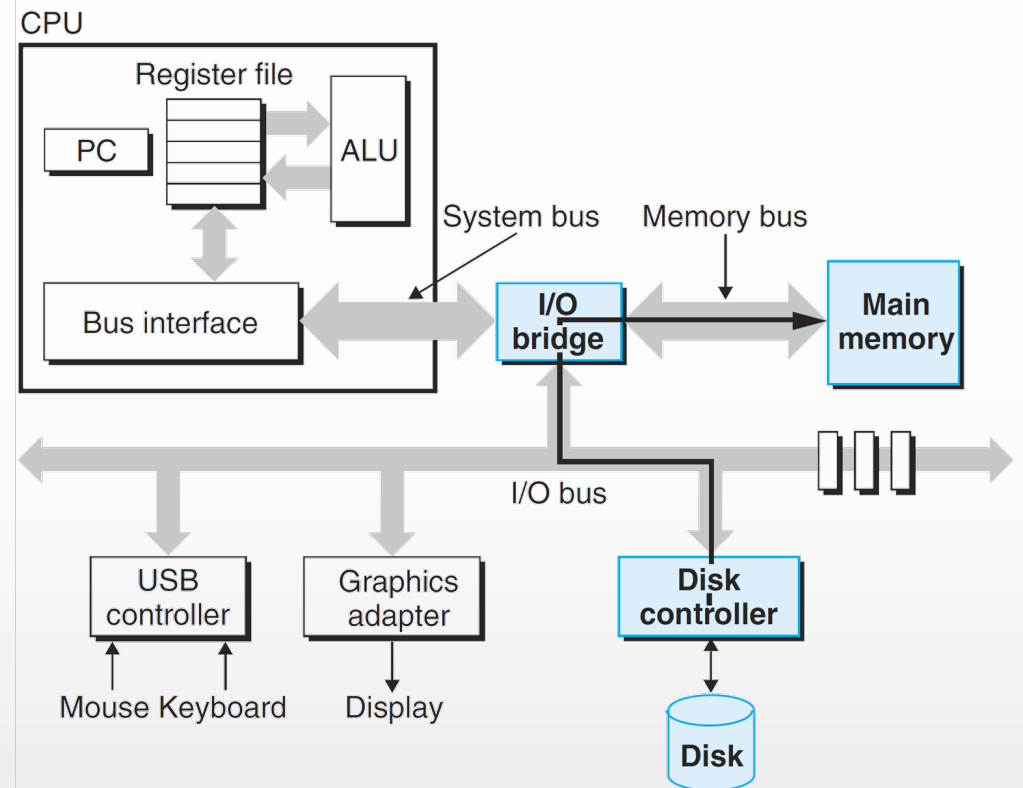 CPU
Register file
PC
ALU
System bus
Memory bus
Bus interface
I/O
bridge
Main
memory
I/O bus
USB
controller
Graphics
adapter
Disk
controller
Mouse Keyboard
Display
Disk